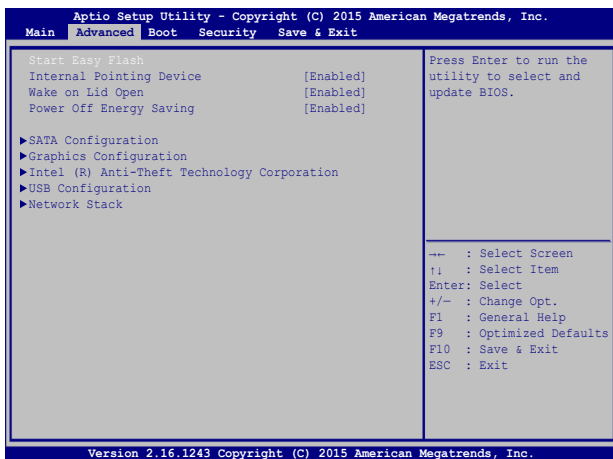 Aptio Setup Utility - Copyright (C) 2015 American Megatrends, Inc.
Main Advanced Boot Security Save & Exit
Start Easy Flash
Internal Pointing Device [Enabled]
Wake on Lid Open [Enabled]
Power Off Energy Saving [Enabled]
▶SATA Configuration
▶Graphics Configuration
▶Intel (R) Anti-Theft Technology Corporation
▶USB Configuration
▶Network Stack
Press Enter to run the
utility to select and
update BIOS.
→← : Select Screen
↑↓ : Select Item
Enter: Select
+/— : Change Opt.
F1 : General Help
F9 : Optimized Defaults
F10 : Save & Exit
ESC : Exit
Version 2.16.1243 Copyright (C) 2015 American Megatrends, Inc.